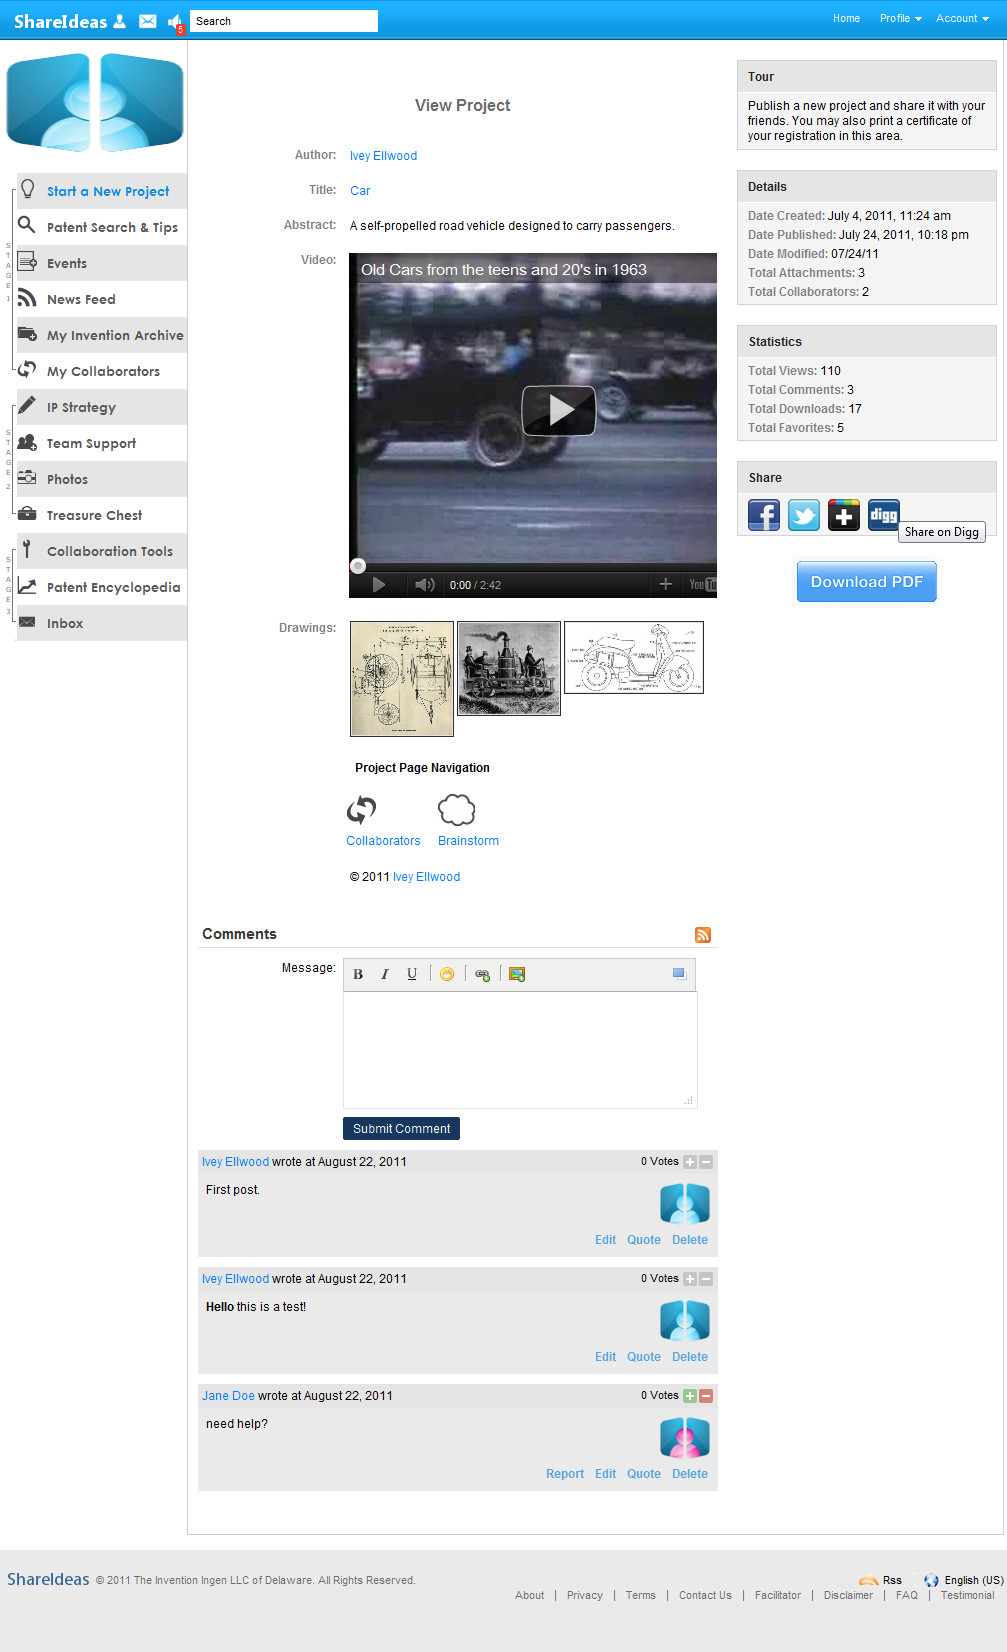 ShareIdeas
5
Search
Home
Profile
Account
Start a New Project
Patent Search & Tips
Events
News Feed
My Invention Archive
My Collaborators
IP Strategy
Team Support
Photos
Treasure Chest
Collaboration Tools
Patent Encyclopedia
Inbox
STAGE 1
STAGE 2
STAGE 3
View Project
Author: Ivey Ellwood
Title: Car
Abstract: A self-propelled road vehicle designed to carry passengers.
Video:
Old Cars from the teens and 20's in 1963
0:00 / 2:42
You
Drawings:
Project Page Navigation
Collaborators
Brainstorm
© 2011 Ivey Ellwood
Tour
Publish a new project and share it with your
friends. You may also print a certificate of
your registration in this area.
Details
Date Created: July 4, 2011, 11:24 am
Date Published: July 24, 2011, 10:18 pm
Date Modified: 07/24/11
Total Attachments: 3
Total Collaborators: 2
Statistics
Total Views: 110
Total Comments: 3
Total Downloads: 17
Total Favorites: 5
Share
digg
Share on Digg
Download PDF
Comments
Message:
B I U
Submit Comment
Ivey Ellwood wrote at August 22, 2011
0 Votes
First post.
Edit Quote Delete
Ivey Ellwood wrote at August 22, 2011
0 Votes
Hello this is a test!
Edit Quote Delete
Jane Doe wrote at August 22, 2011
0 Votes
need help?
Report Edit Quote Delete
ShareIdeas © 2011 The Invention Ingen LLC of Delaware. All Rights Reserved.
Rss
English (US)
About | Privacy | Terms | Contact Us | Facilitator | Disclaimer | FAQ | Testimonial